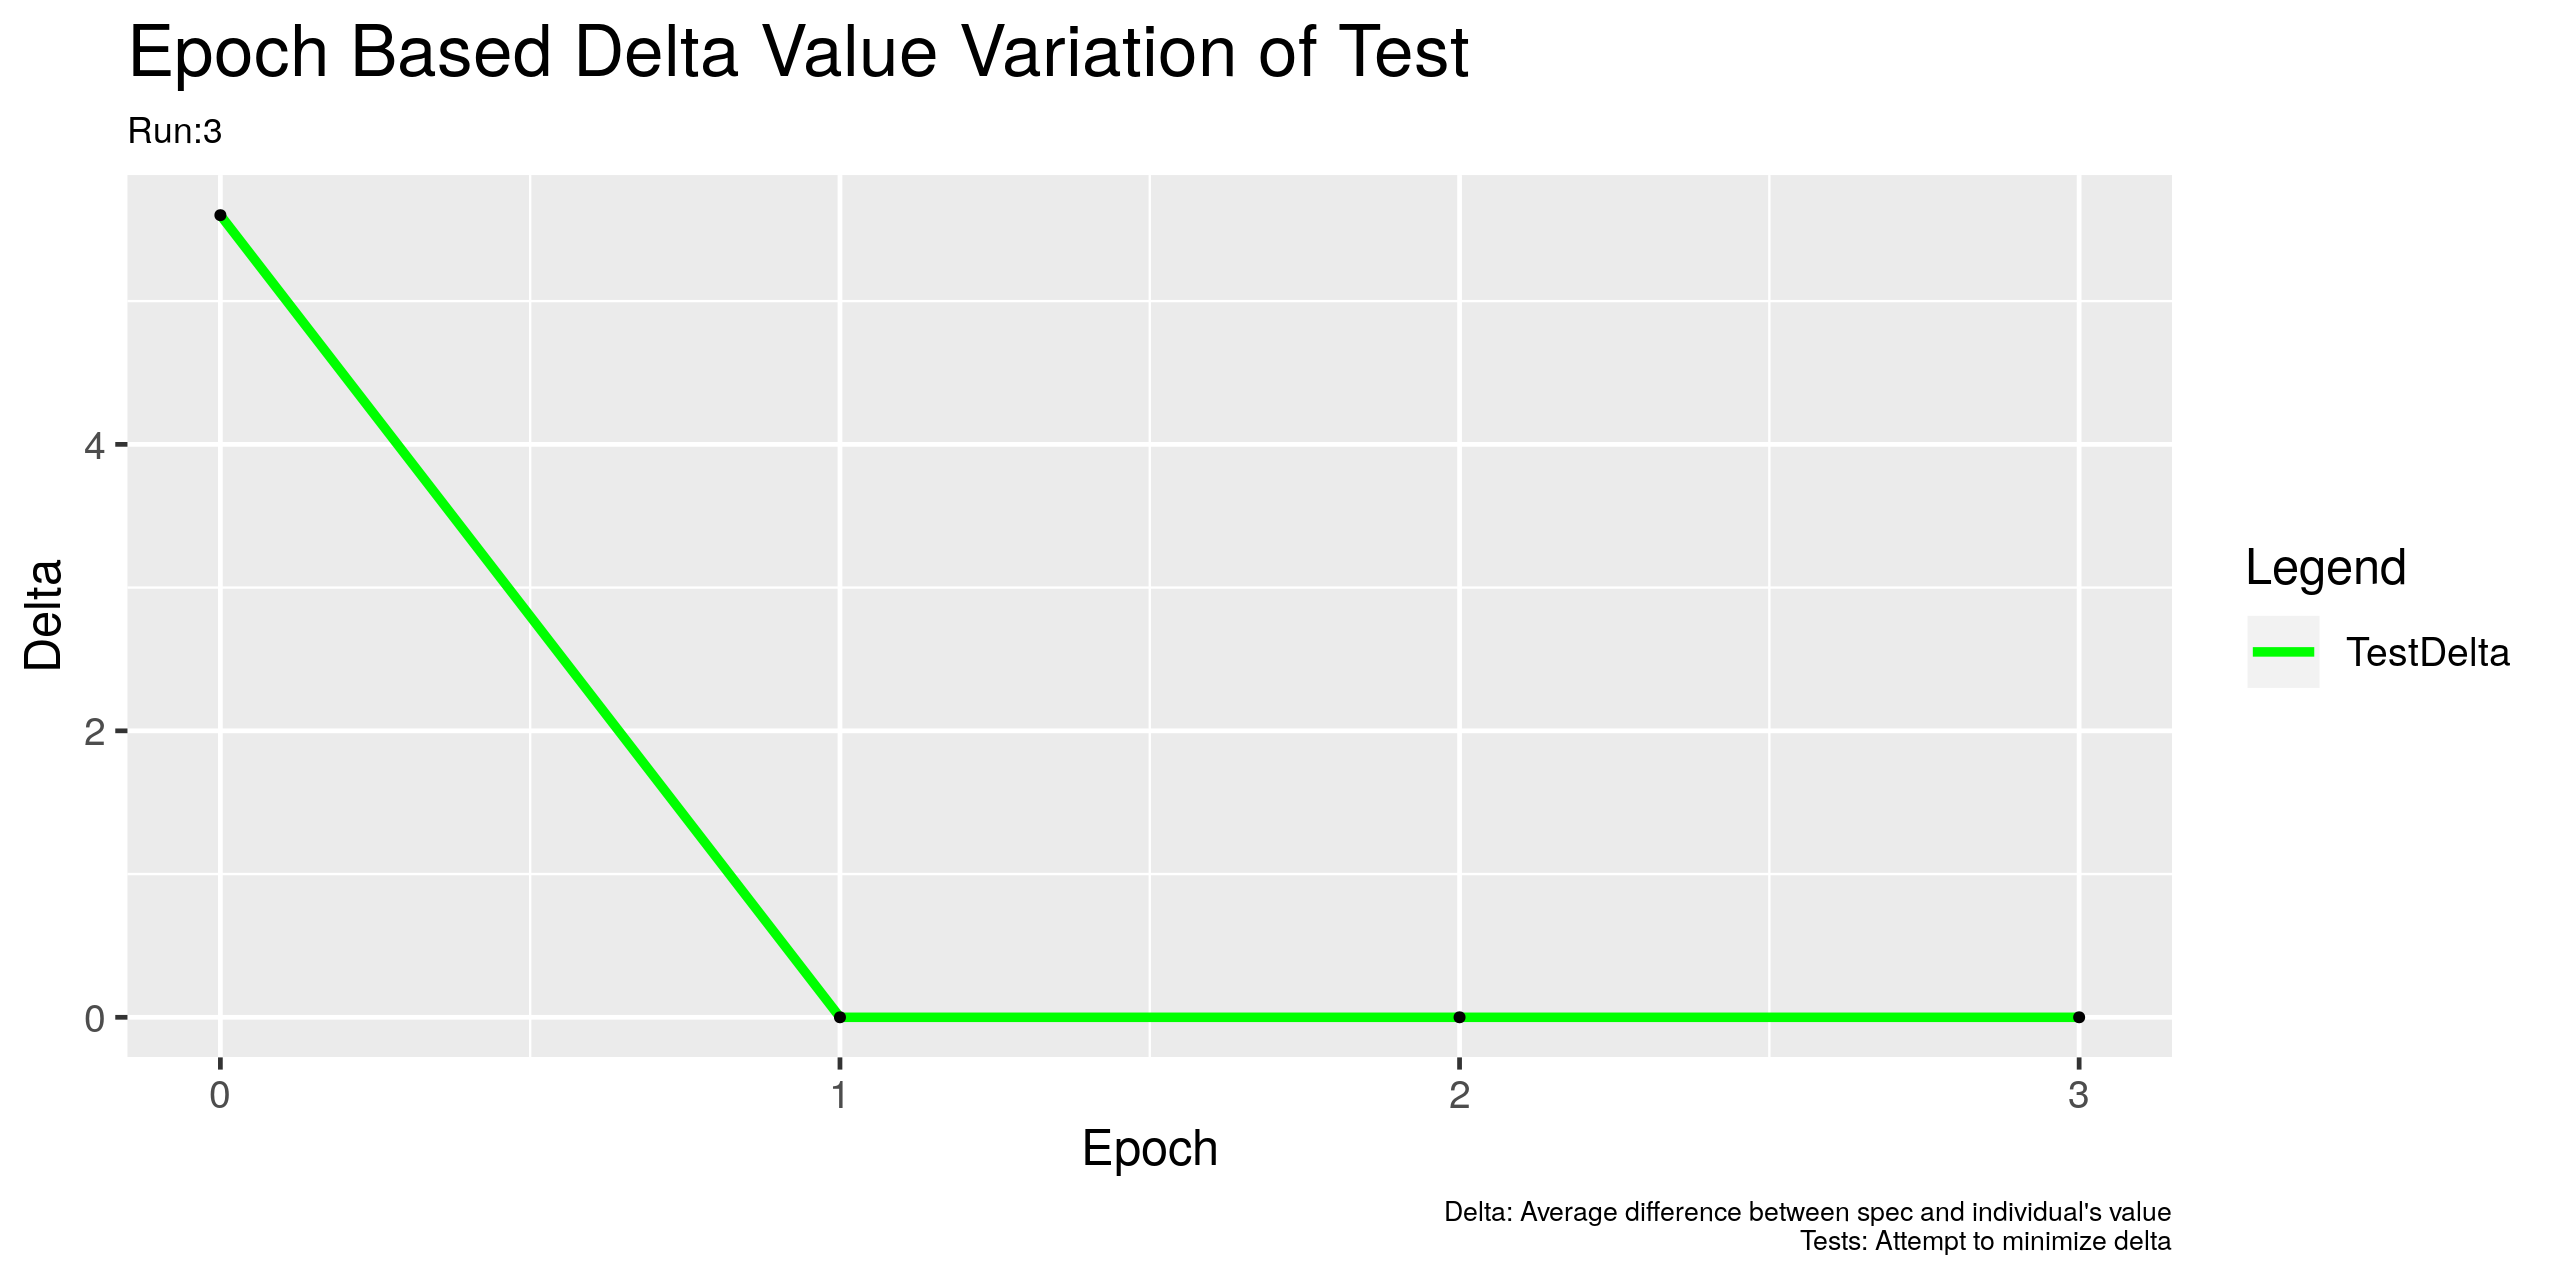 Epoch Based Delta Value Variation of Test
Run:3
4
2
0
Delta
0 1 2 3
Epoch
Legend
TestDelta
Delta: Average difference between spec and individual's value
Tests: Attempt to minimize delta